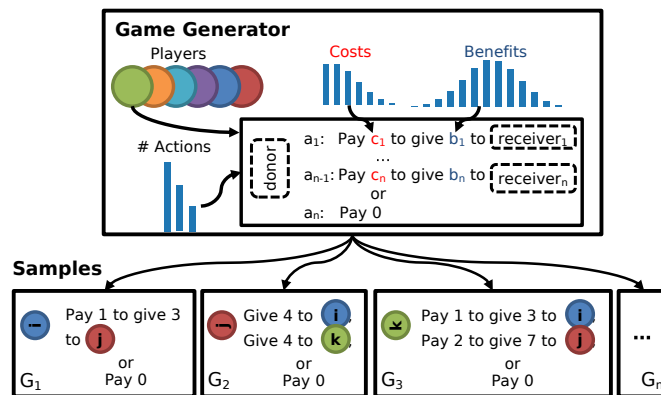 Game Generator
Players
Costs
Benefits
# Actions
donor
a1: Pay c1 to give b1 to receiver1
...
an-1: Pay cn to give bn to receivern
or
an: Pay 0
Samples
i
Pay 1 to give 3
to j
or
Pay 0
G1
j
Give 4 to i,
Give 4 to k,
or
Pay 0
G2
k
Pay 1 to give 3 to i,
Pay 2 to give 7 to j,
or
Pay 0
G3
...
Gn